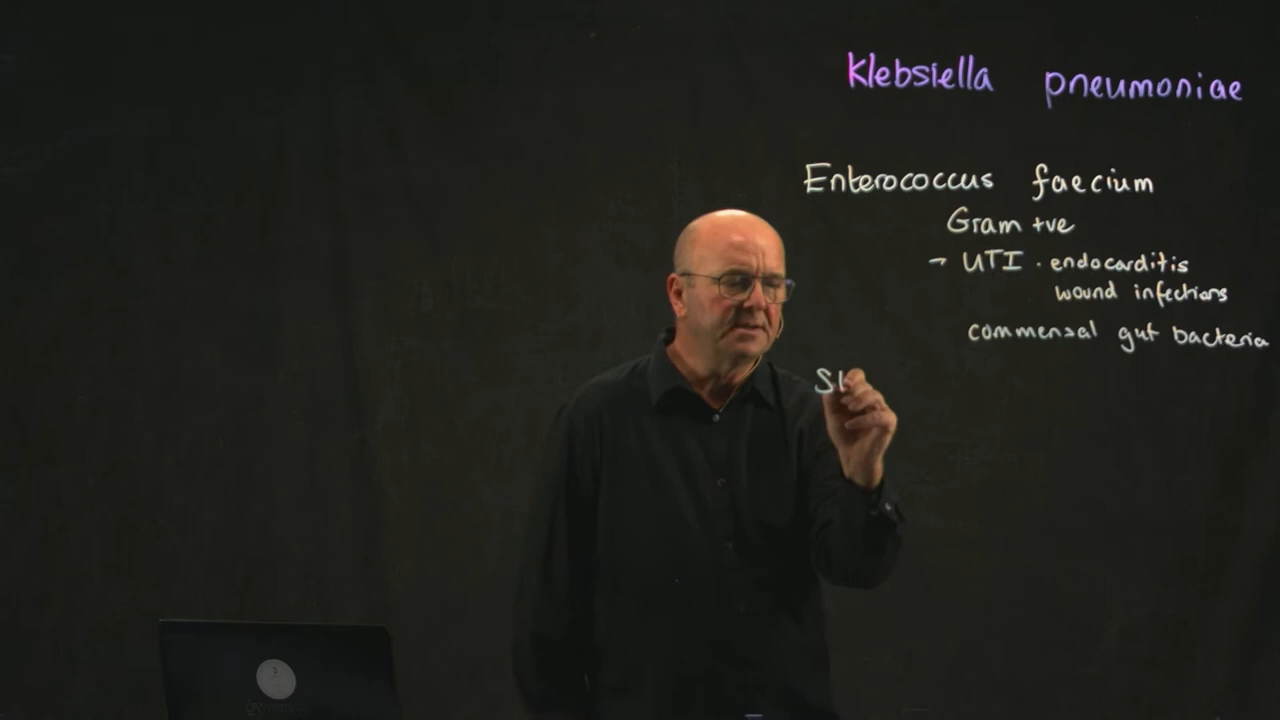 Klebsiella pneumoniae
Enterococcus faecium
Gram +ve
- UTI · endocarditis
wound infections
commensal gut bacteria